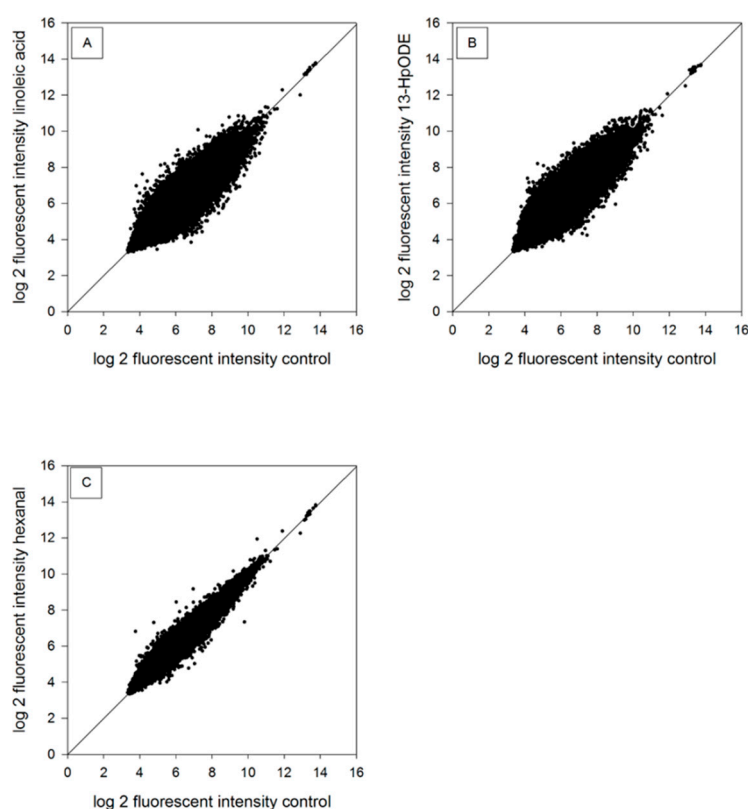 A
log 2 fluorescent intensity linoleic acid
16
14
12
10
8
6
4
2
0
0 2 4 6 8 10 12 14 16
log 2 fluorescent intensity control
B
log 2 fluorescent intensity 13-HpODE
16
14
12
10
8
6
4
2
0
0 2 4 6 8 10 12 14 16
log 2 fluorescent intensity control
C
log 2 fluorescent intensity hexanal
16
14
12
10
8
6
4
2
0
0 2 4 6 8 10 12 14 16
log 2 fluorescent intensity control